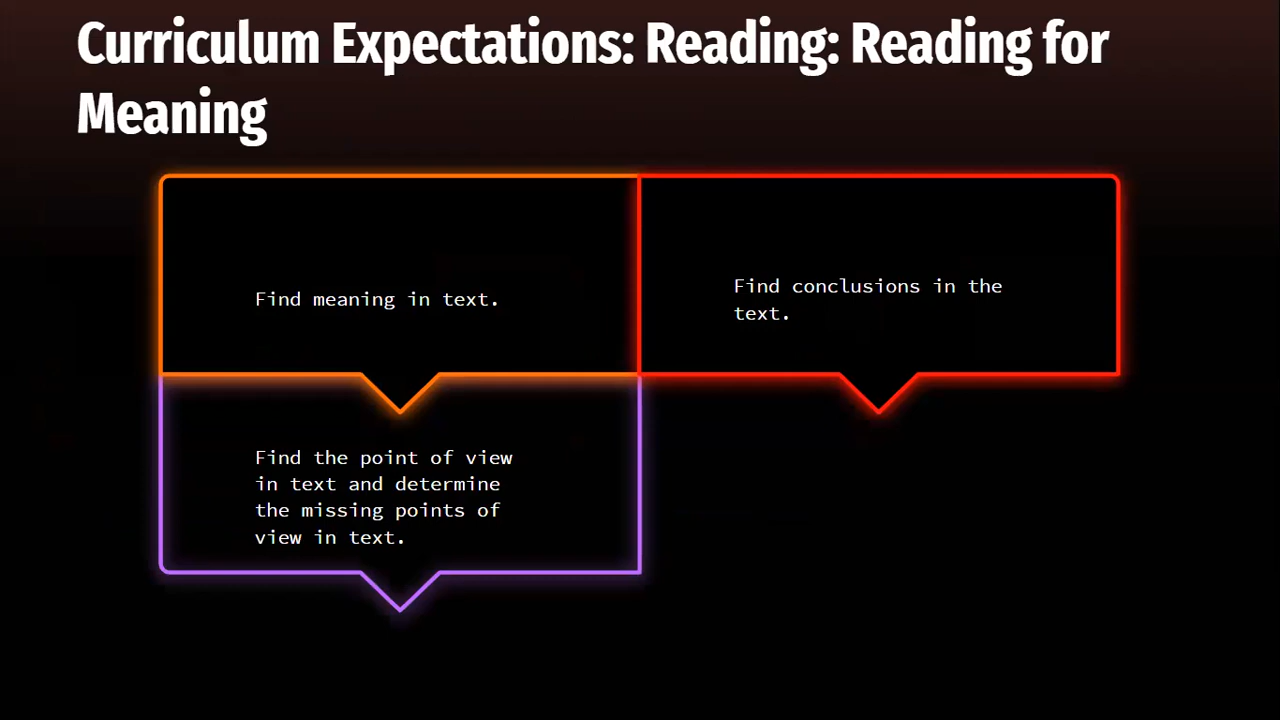 Curriculum Expectations: Reading: Reading for
Meaning
Find meaning in text.
Find conclusions in the
text.
Find the point of view
in text and determine
the missing points of
view in text.